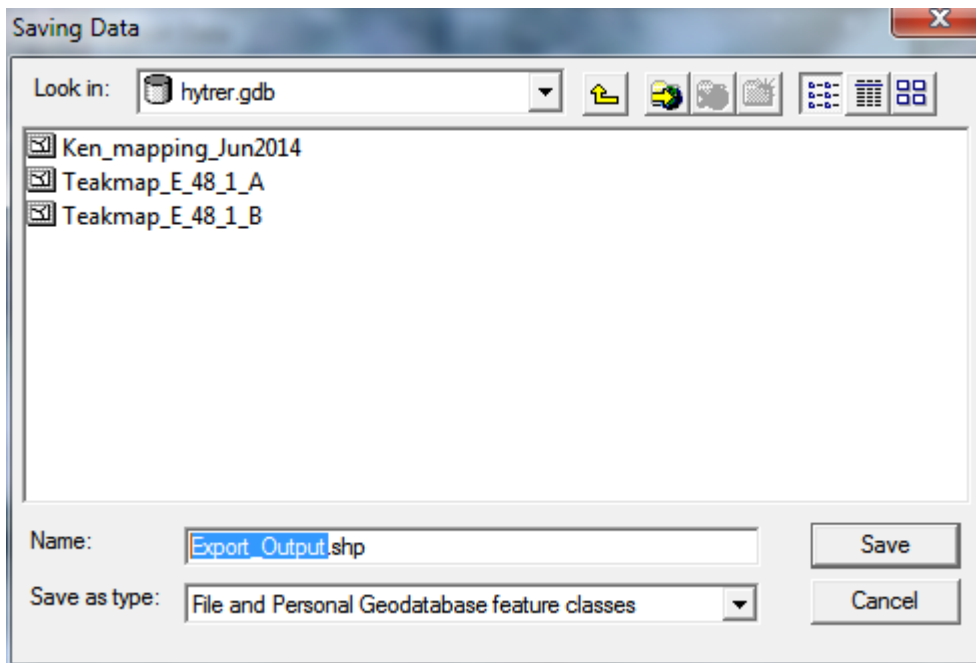 Saving Data
Look in: hytrer.gdb
Ken_mapping_Jun2014
Teakmap_E_48_1_A
Teakmap_E_48_1_B
Name: Export_Output.shp Save
Save as type: File and Personal Geodatabase feature classes Cancel